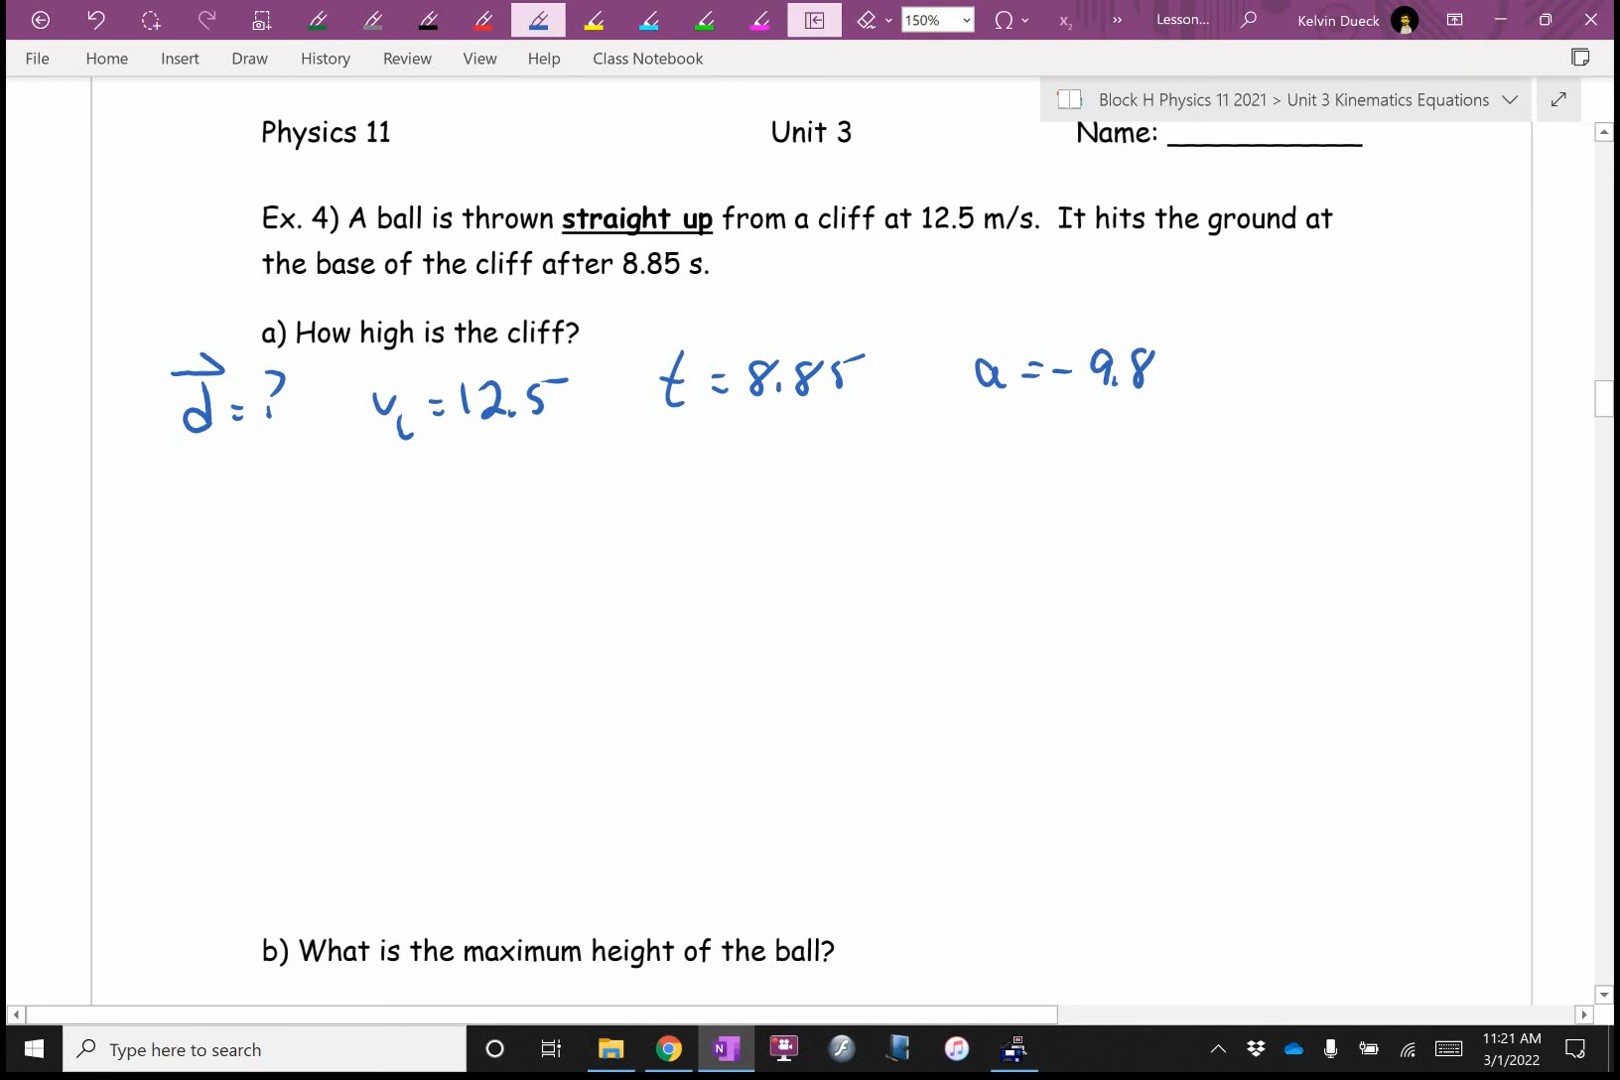 150% Ω x₂ » Lesson... Kelvin Dueck
File Home Insert Draw History Review View Help Class Notebook
Block H Physics 11 2021 > Unit 3 Kinematics Equations
Physics 11 Unit 3 Name: ____________
Ex. 4) A ball is thrown straight up from a cliff at 12.5 m/s. It hits the ground at
the base of the cliff after 8.85 s.
a) How high is the cliff?
d⃗ = ? vᵢ = 12.5 t = 8.85 a = - 9.8
b) What is the maximum height of the ball?
Type here to search
11:21 AM
3/1/2022